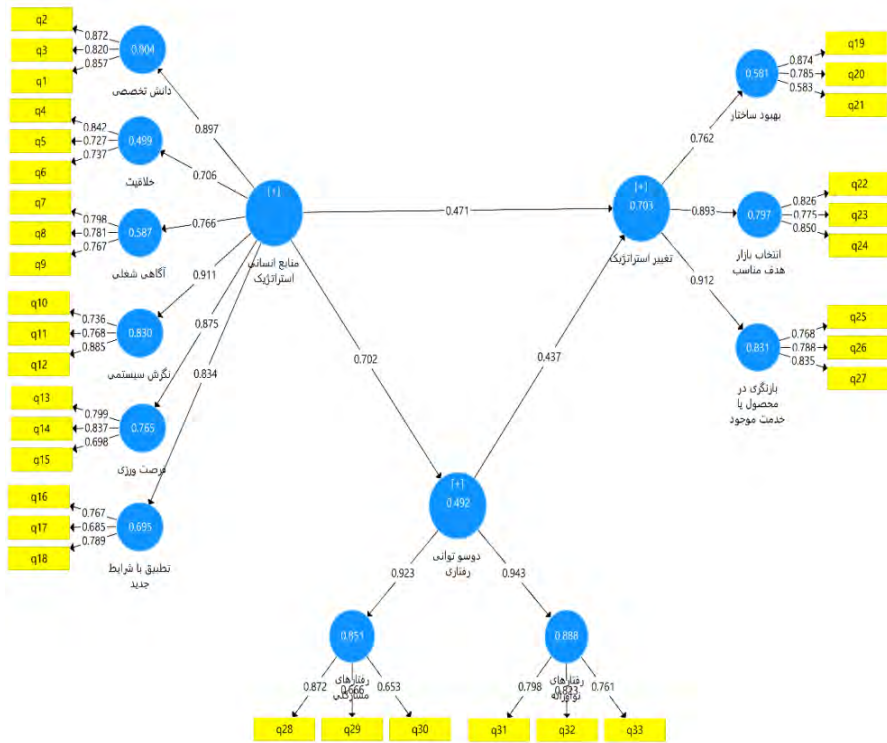 q2
q3
q1
0.872
0.820
0.857
0.804
دانش تخصصی
q4
q5
q6
0.842
0.727
0.737
0.499
خلاقیت
q7
q8
q9
0.798
0.781
0.767
0.587
آگاهی شغلی
q10
q11
q12
0.736
0.768
0.885
0.830
نگرش سیستمی
q13
q14
q15
0.799
0.837
0.698
0.765
فرصت ورزی
q16
q17
q18
0.767
0.685
0.789
0.695
تطبیق با شرایط
جدید
0.897
0.706
0.766
0.911
0.875
0.834
[+]
منابع انسانی
استراتژیک
0.471
0.702
0.437
[+]
0.703
تغییر استراتژیک
0.762
0.893
0.912
0.581
بهبود ساختار
0.874
0.785
0.583
q19
q20
q21
0.797
انتخاب بازار
هدف مناسب
0.826
0.775
0.850
q22
q23
q24
0.831
بازنگری در
محصول یا
خدمت موجود
0.768
0.788
0.835
q25
q26
q27
[+]
0.492
دوسو توانی
رفتاری
0.923
0.943
0.851
رفتارهای
مشارکتی
0.872
0.666
0.653
q28
q29
q30
0.888
رفتارهای
نوآورانه
0.798
0.823
0.761
q31
q32
q33